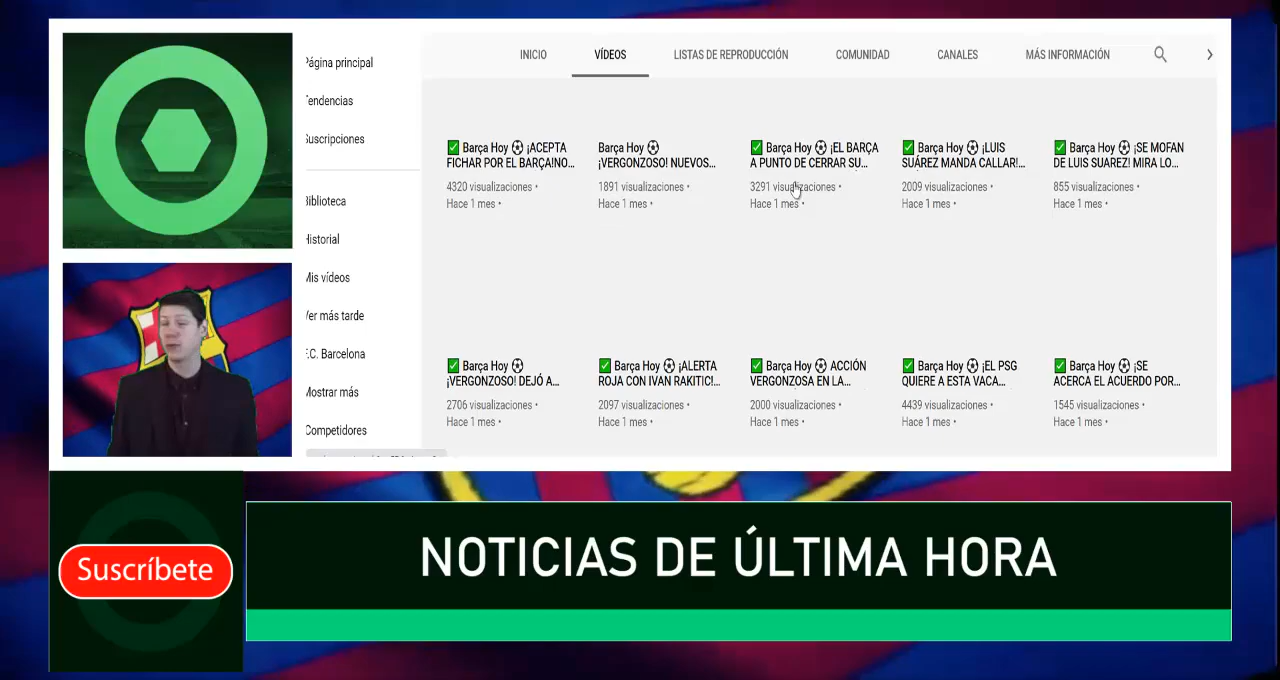 INICIO
VÍDEOS
LISTAS DE REPRODUCCIÓN
COMUNIDAD
CANALES
MÁS INFORMACIÓN
Página principal
Tendencias
Suscripciones
Biblioteca
Historial
Mis vídeos
Ver más tarde
F.C. Barcelona
Mostrar más
Competidores
✅ Barça Hoy ⚽ ¡ACEPTA
FICHAR POR EL BARÇA!NO...
4320 visualizaciones •
Hace 1 mes •
Barça Hoy ⚽
¡VERGONZOSO! NUEVOS...
1891 visualizaciones •
Hace 1 mes •
✅ Barça Hoy ⚽ ¡EL BARÇA
A PUNTO DE CERRAR SU...
3291 visualizaciones •
Hace 1 mes •
✅ Barça Hoy ⚽ ¡LUIS
SUÁREZ MANDA CALLAR!...
2009 visualizaciones •
Hace 1 mes •
✅ Barça Hoy ⚽ ¡SE MOFAN
DE LUIS SUÁREZ! MIRA LO...
855 visualizaciones •
Hace 1 mes •
✅ Barça Hoy ⚽
¡VERGONZOSO! DEJÓ A...
2706 visualizaciones •
Hace 1 mes •
✅ Barça Hoy ⚽ ¡ALERTA
ROJA CON IVAN RAKITIC!...
2097 visualizaciones •
Hace 1 mes •
✅ Barça Hoy ⚽ ACCIÓN
VERGONZOSA EN LA...
2000 visualizaciones •
Hace 1 mes •
✅ Barça Hoy ⚽ ¡EL PSG
QUIERE A ESTA VACA...
4439 visualizaciones •
Hace 1 mes •
✅ Barça Hoy ⚽ ¡SE
ACERCA EL ACUERDO POR...
1545 visualizaciones •
Hace 1 mes •
Suscríbete
NOTICIAS DE ÚLTIMA HORA